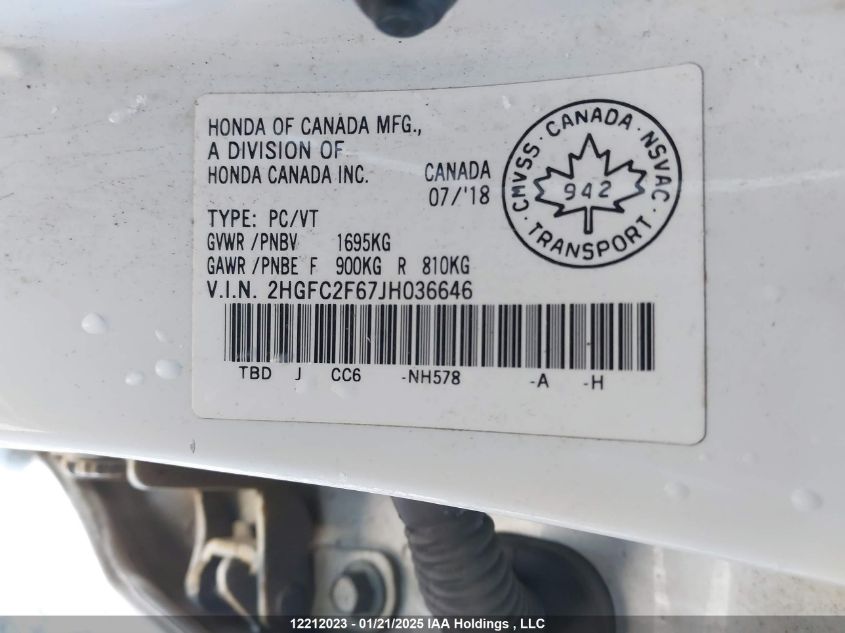 HONDA OF CANADA MFG.,
A DIVISION OF
HONDA CANADA INC.
CANADA
07/'18
TYPE: PC/VT
GVWR /PNBV 1695KG
GAWR /PNBE F 900KG R 810KG
V.I.N. 2HGFC2F67JH036646
TBD J CC6 -NH578 -A -H
CMVSS · CANADA · NSVAC
942
· TRANSPORT ·
12212023 - 01/21/2025 IAA Holdings , LLC